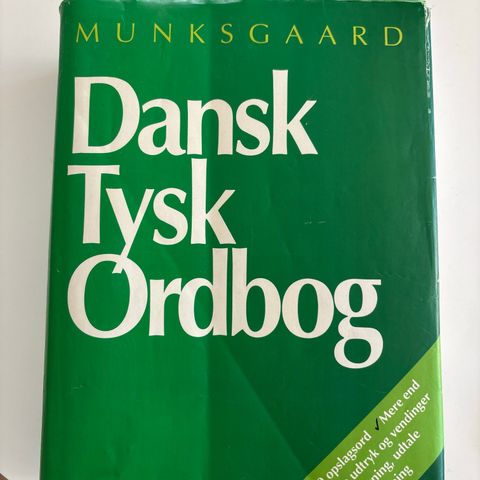 MUNKSGAARD
Dansk
Tysk
Ordbog
opslagsord ✓Mere end
udtryk og vendinger
udtale